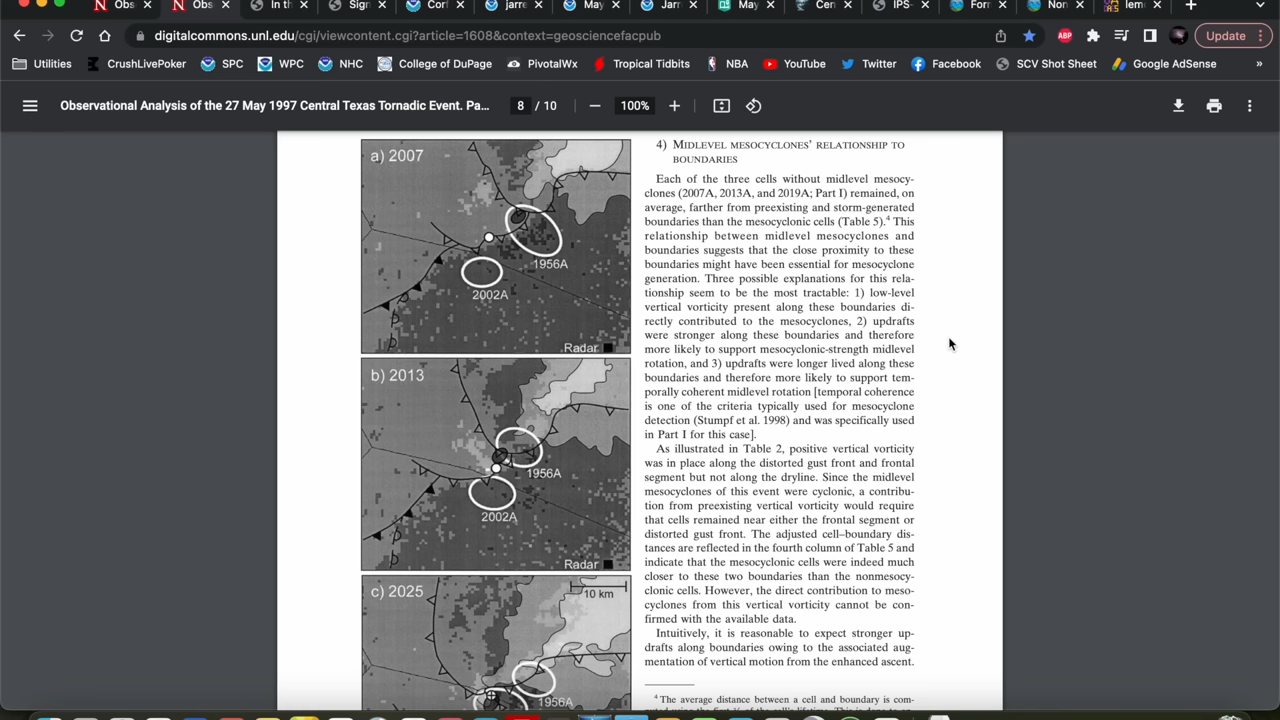 Obs
Obs
In th
Sign
Corl
jarre
May
Jarr
May
Cen
IPS-
Forr
Non
lem
digitalcommons.unl.edu/cgi/viewcontent.cgi?article=1608&context=geosciencefacpub
ABP
Update
Utilities
CrushLivePoker
SPC
WPC
NHC
College of DuPage
PivotalWx
Tropical Tidbits
NBA
YouTube
Twitter
Facebook
SCV Shot Sheet
Google AdSense
»
Observational Analysis of the 27 May 1997 Central Texas Tornadic Event. Pa...
8 / 10
100%
a) 2007
1956A
2002A
Radar
b) 2013
1956A
2002A
Radar
c) 2025
10 km
1956A
4) MIDLEVEL MESOCYCLONES' RELATIONSHIP TO
BOUNDARIES
Each of the three cells without midlevel mesocy-
clones (2007A, 2013A, and 2019A; Part I) remained, on
average, farther from preexisting and storm-generated
boundaries than the mesocyclonic cells (Table 5).4 This
relationship between midlevel mesocyclones and
boundaries suggests that the close proximity to these
boundaries might have been essential for mesocyclone
generation. Three possible explanations for this rela-
tionship seem to be the most tractable: 1) low-level
vertical vorticity present along these boundaries di-
rectly contributed to the mesocyclones, 2) updrafts
were stronger along these boundaries and therefore
more likely to support mesocyclonic-strength midlevel
rotation, and 3) updrafts were longer lived along these
boundaries and therefore more likely to support tem-
porally coherent midlevel rotation [temporal coherence
is one of the criteria typically used for mesocyclone
detection (Stumpf et al. 1998) and was specifically used
in Part I for this case].
As illustrated in Table 2, positive vertical vorticity
was in place along the distorted gust front and frontal
segment but not along the dryline. Since the midlevel
mesocyclones of this event were cyclonic, a contribu-
tion from preexisting vertical vorticity would require
that cells remained near either the frontal segment or
distorted gust front. The adjusted cell–boundary dis-
tances are reflected in the fourth column of Table 5 and
indicate that the mesocyclonic cells were indeed much
closer to these two boundaries than the nonmesocy-
clonic cells. However, the direct contribution to meso-
cyclones from this vertical vorticity cannot be con-
firmed with the available data.
Intuitively, it is reasonable to expect stronger up-
drafts along boundaries owing to the associated aug-
mentation of vertical motion from the enhanced ascent.
4 The average distance between a cell and boundary is com-